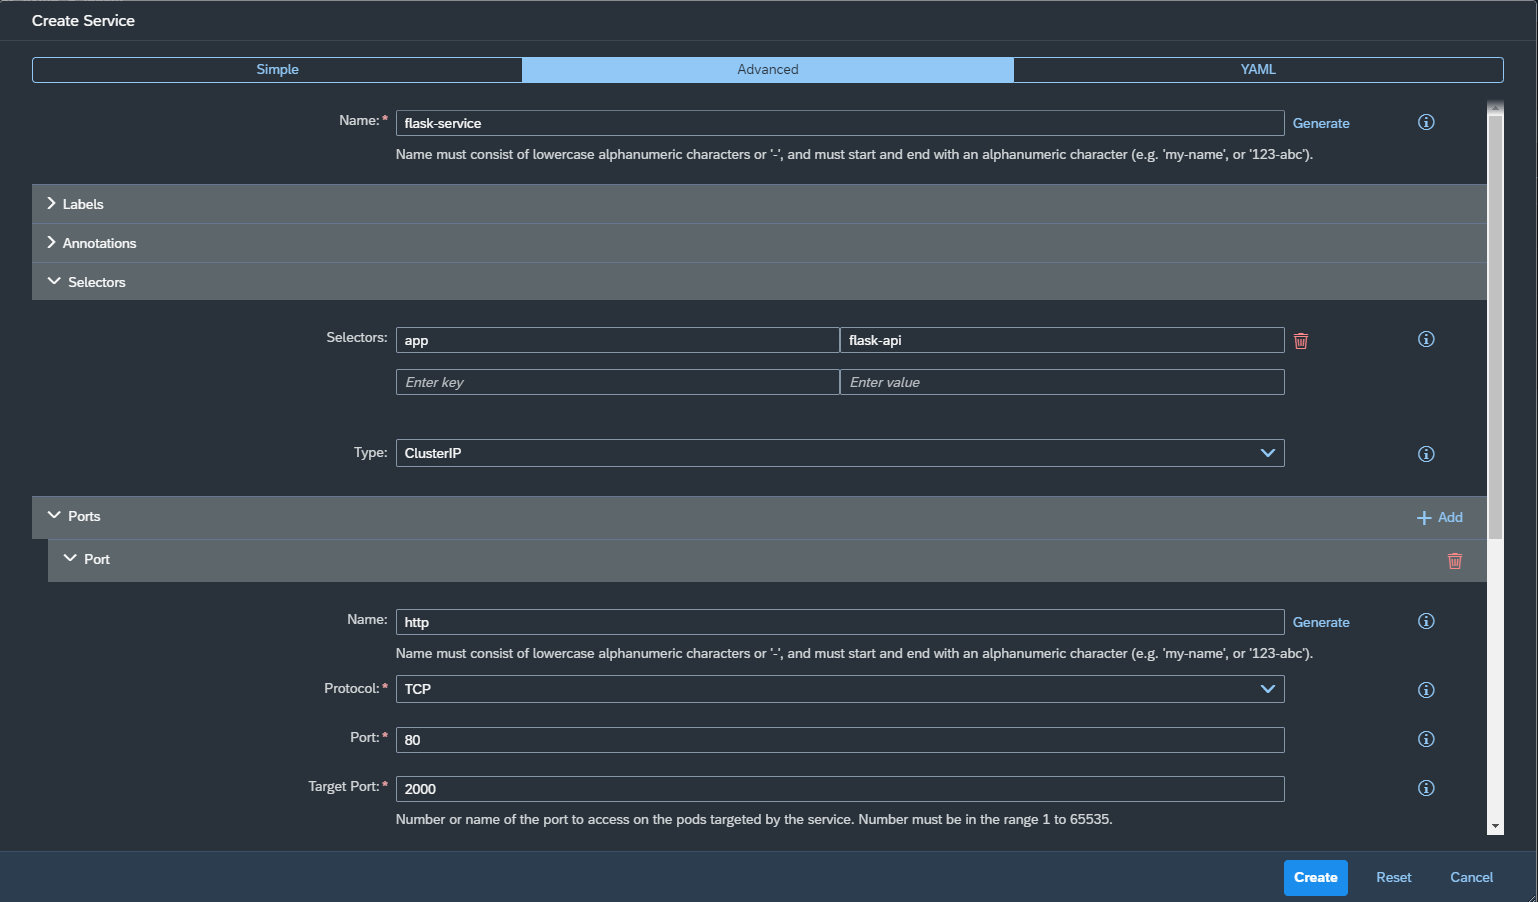 Create Service
Simple Advanced YAML
Name:* flask-service Generate
Name must consist of lowercase alphanumeric characters or '-', and must start and end with an alphanumeric character (e.g. 'my-name', or '123-abc').
Labels
Annotations
Selectors
Selectors: app flask-api
Enter key Enter value
Type: ClusterIP
Ports Add
Port
Name: http Generate
Name must consist of lowercase alphanumeric characters or '-', and must start and end with an alphanumeric character (e.g. 'my-name', or '123-abc').
Protocol:* TCP
Port:* 80
Target Port:* 2000
Number or name of the port to access on the pods targeted by the service. Number must be in the range 1 to 65535.
Create Reset Cancel